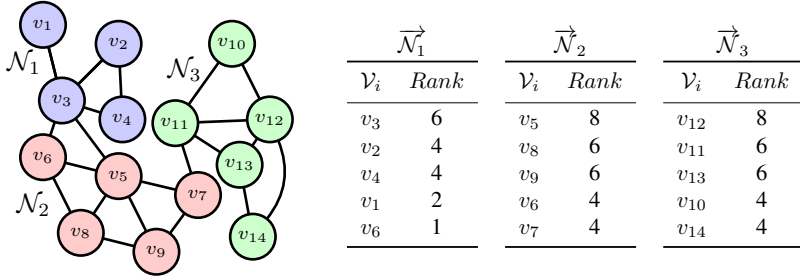 v₁
v₂
v₁₀
𝒩₁
𝒩₃
v₃
v₄
v₁₁
v₁₂
v₆
v₅
v₁₃
v₇
𝒩₂
v₈
v₉
v₁₄
𝒩₁⃗
𝒱ᵢ Rank
v₃ 6
v₂ 4
v₄ 4
v₁ 2
v₆ 1
𝒩⃗₂
𝒱ᵢ Rank
v₅ 8
v₈ 6
v₉ 6
v₆ 4
v₇ 4
𝒩⃗₃
𝒱ᵢ Rank
v₁₂ 8
v₁₁ 6
v₁₃ 6
v₁₀ 4
v₁₄ 4